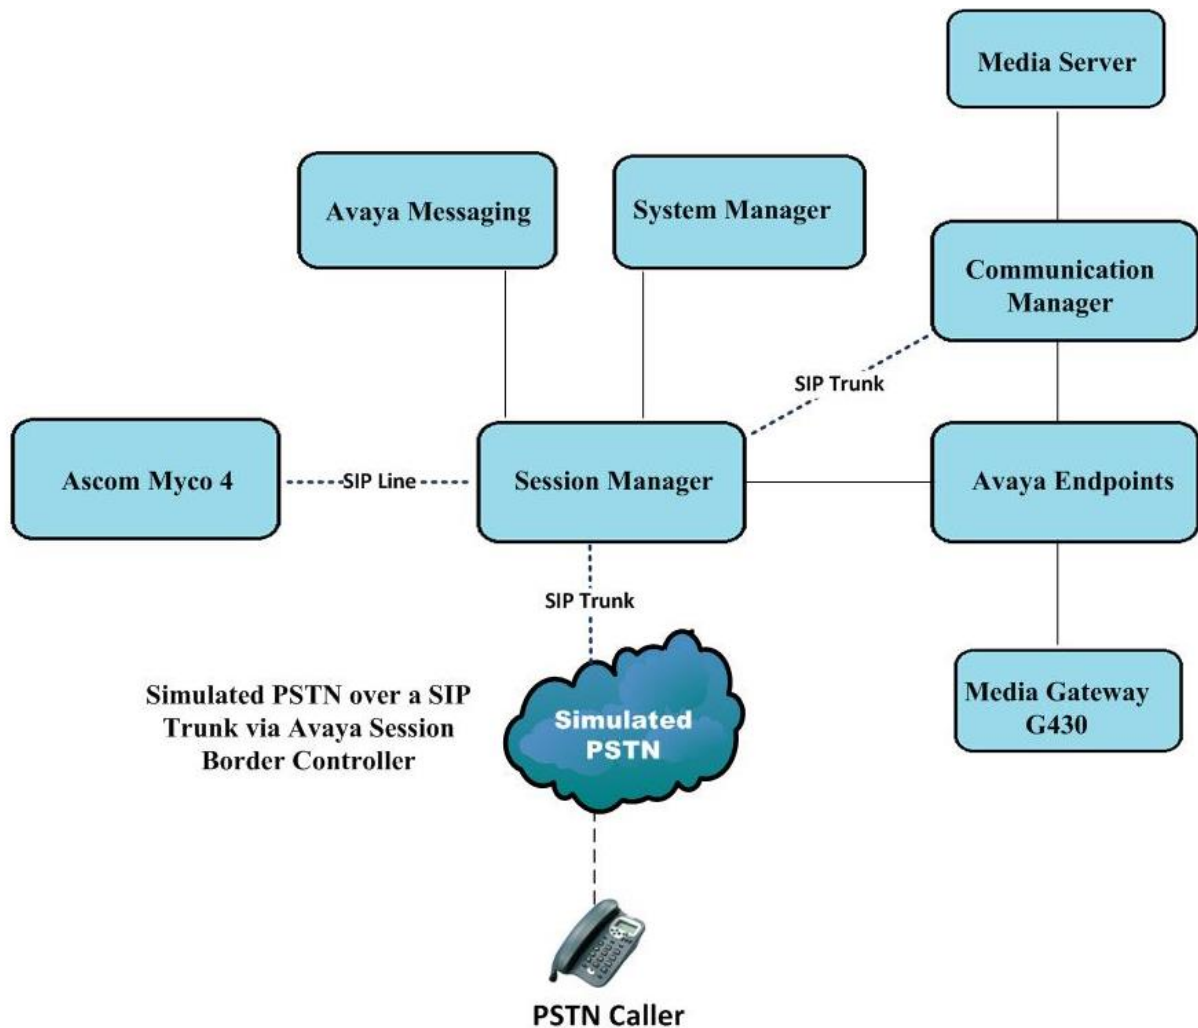 Media Server
Avaya Messaging
System Manager
Communication
Manager
SIP Trunk
Ascom Myco 4
SIP Line
Session Manager
Avaya Endpoints
SIP Trunk
Simulated PSTN over a SIP
Trunk via Avaya Session
Border Controller
Simulated
PSTN
Media Gateway
G430
PSTN Caller